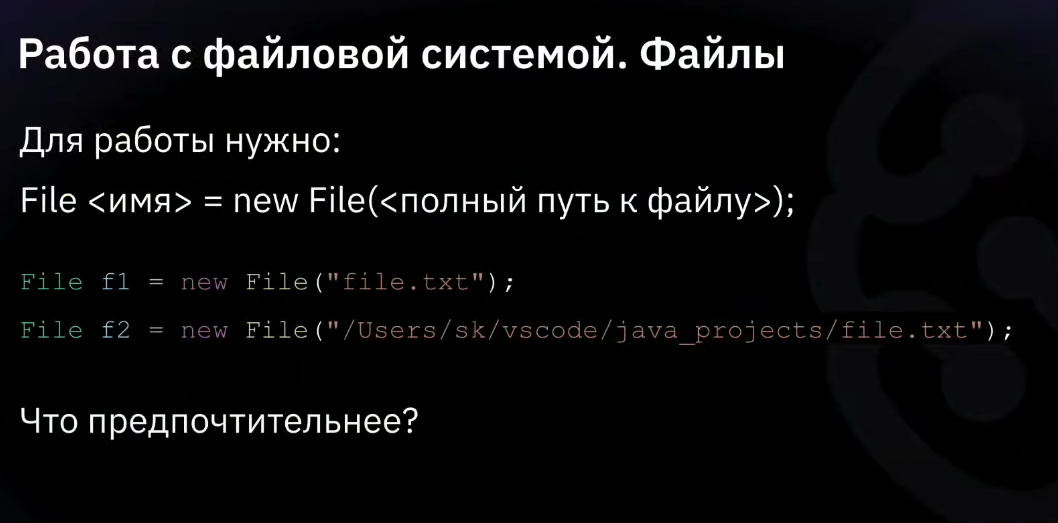 Работа с файловой системой. Файлы
Для работы нужно:
File <имя> = new File(<полный путь к файлу>);
File f1 = new File("file.txt");
File f2 = new File("/Users/sk/vscode/java_projects/file.txt");
Что предпочтительнее?